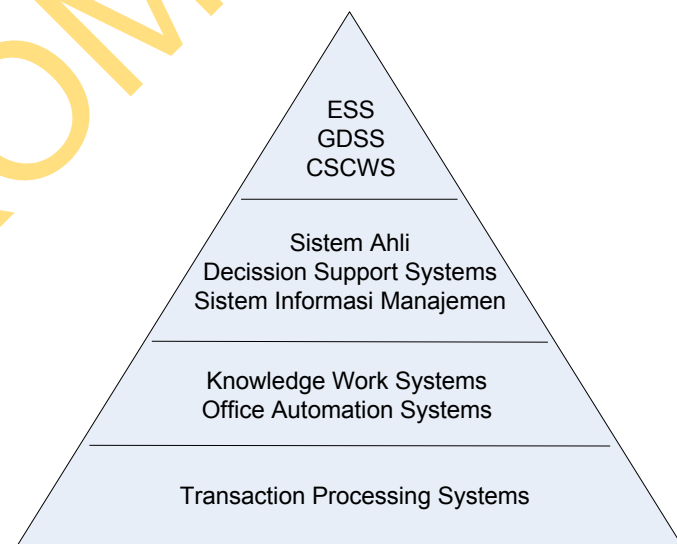 ESS
GDSS
CSCWS
Sistem Ahli
Decission Support Systems
Sistem Informasi Manajemen
Knowledge Work Systems
Office Automation Systems
Transaction Processing Systems